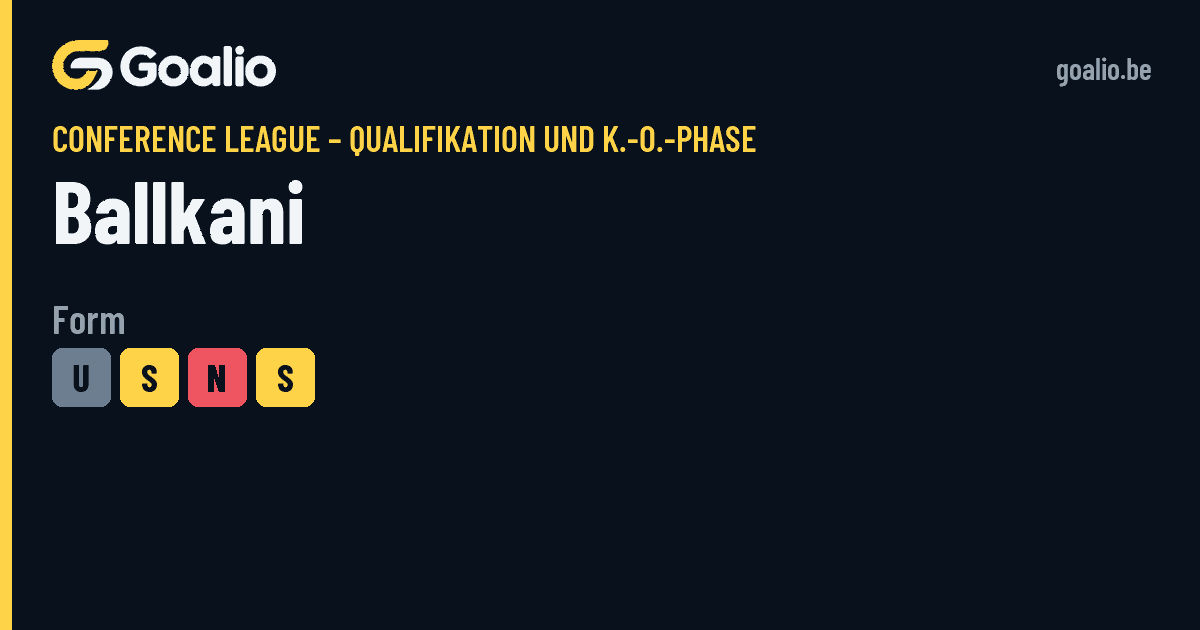 Goalio
goalio.be
CONFERENCE LEAGUE – QUALIFIKATION UND K.-O.-PHASE
Ballkani
Form
U S N S